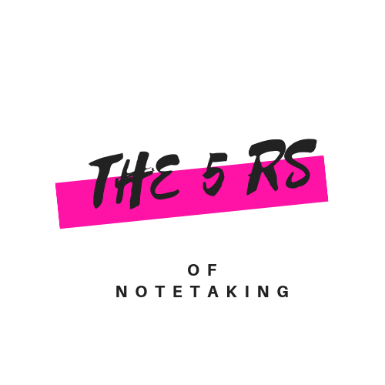 THE 5 RS
OF
NOTETAKING